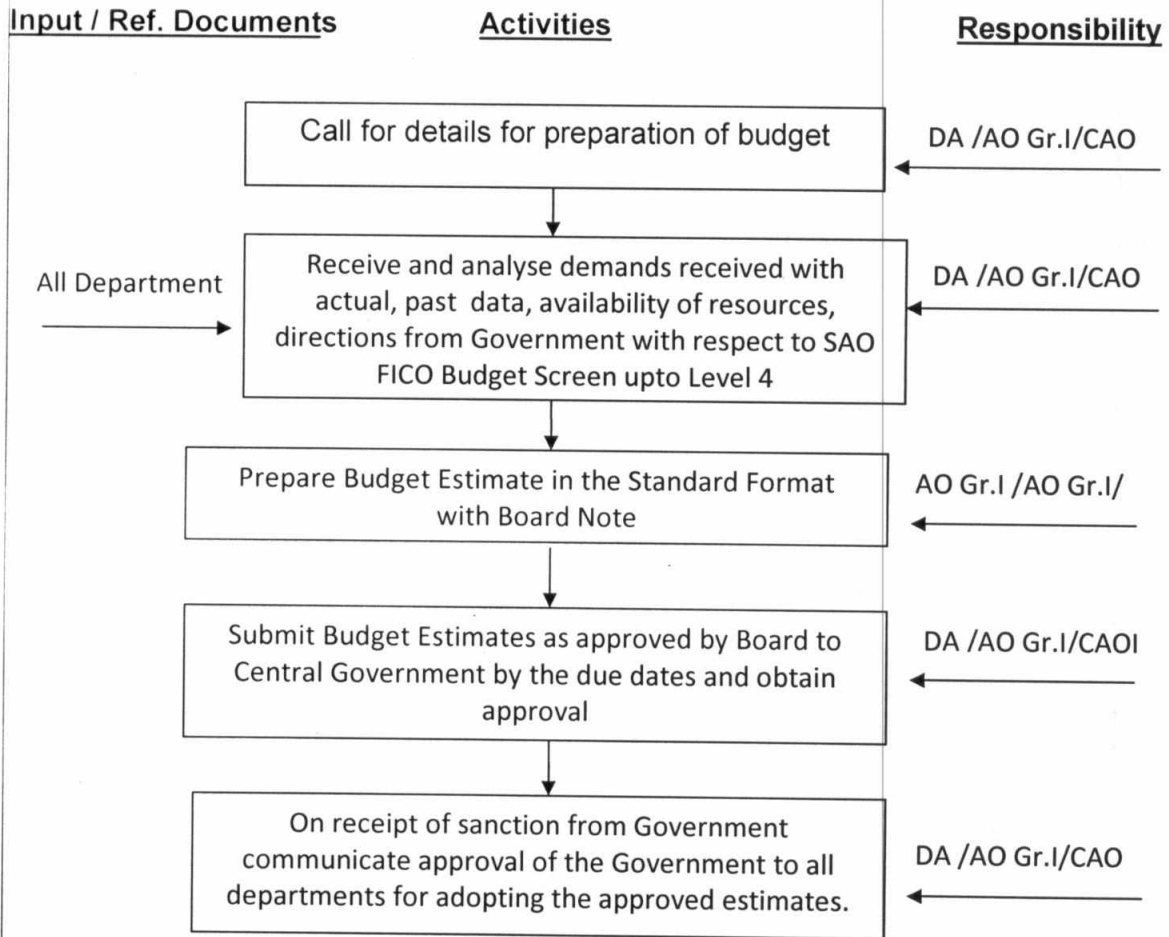 Input / Ref. Documents
Activities
Responsibility
Call for details for preparation of budget
DA /AO Gr.I/CAO
All Department
Receive and analyse demands received with
actual, past data, availability of resources,
directions from Government with respect to SAO
FICO Budget Screen upto Level 4
DA /AO Gr.I/CAO
Prepare Budget Estimate in the Standard Format
with Board Note
AO Gr.I /AO Gr.I/
Submit Budget Estimates as approved by Board to
Central Government by the due dates and obtain
approval
DA /AO Gr.I/CAOI
On receipt of sanction from Government
communicate approval of the Government to all
departments for adopting the approved estimates.
DA /AO Gr.I/CAO